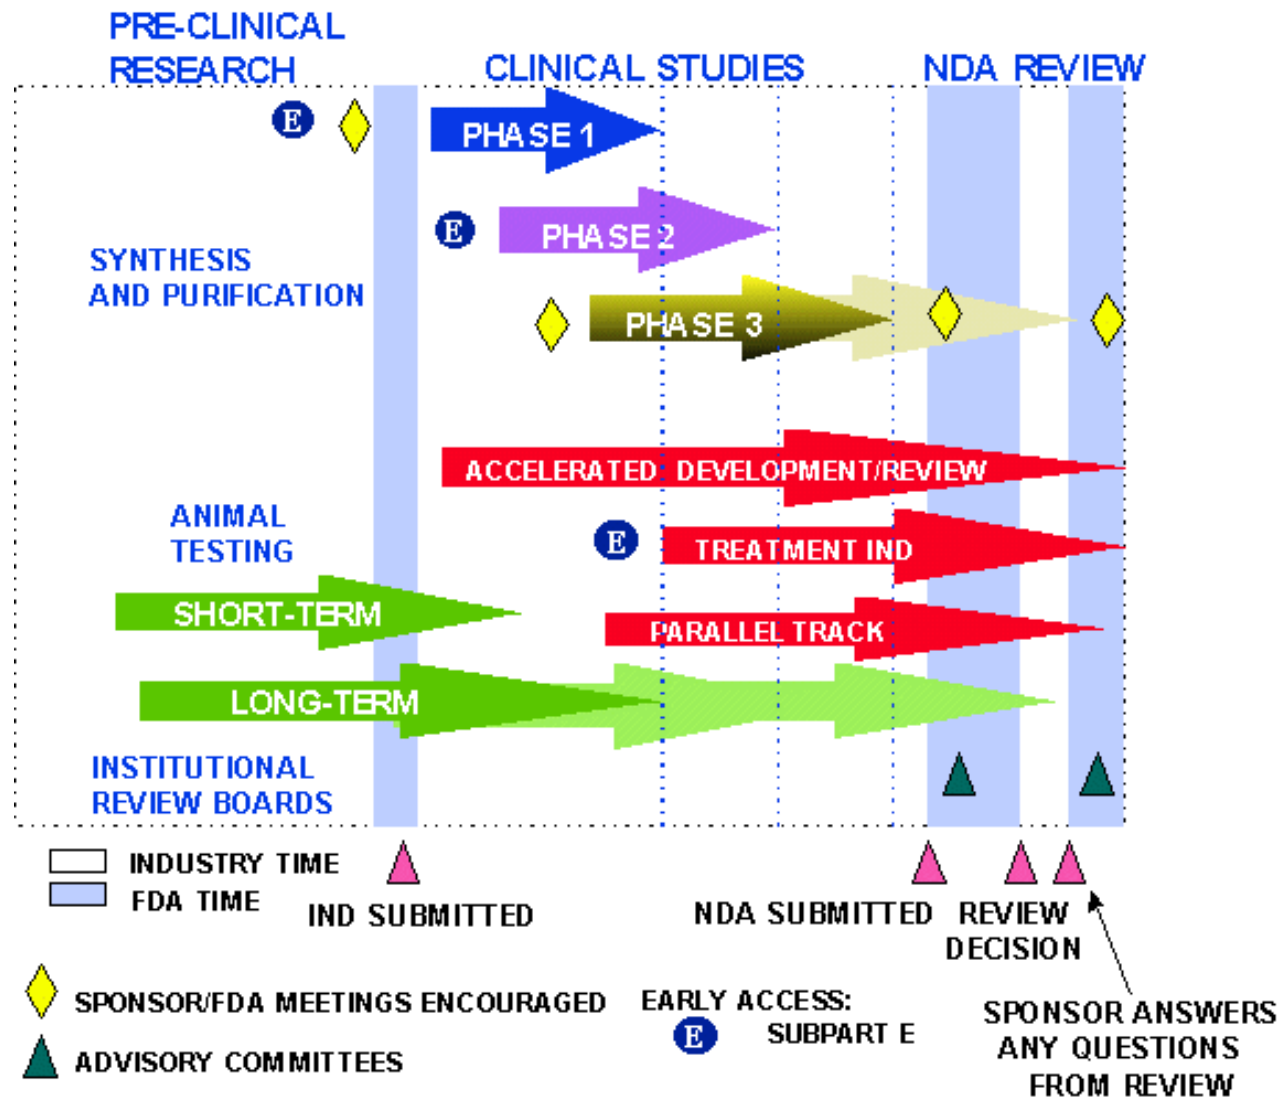 PRE-CLINICAL
RESEARCH
CLINICAL STUDIES
NDA REVIEW
E
PHASE 1
E
PHASE 2
SYNTHESIS
AND PURIFICATION
PHASE 3
ACCELERATED DEVELOPMENT/REVIEW
ANIMAL
TESTING
E
TREATMENT IND
SHORT-TERM
PARALLEL TRACK
LONG-TERM
INSTITUTIONAL
REVIEW BOARDS
INDUSTRY TIME
FDA TIME
IND SUBMITTED
NDA SUBMITTED
REVIEW
DECISION
SPONSOR/FDA MEETINGS ENCOURAGED
ADVISORY COMMITTEES
EARLY ACCESS:
E
SUBPART E
SPONSOR ANSWERS
ANY QUESTIONS
FROM REVIEW